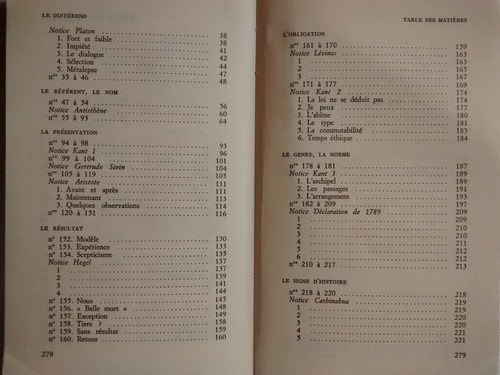 LE DIFFÉREND
Notice Platon 38
1. Fort et faible 38
2. Impiété 41
3. Le dialogue 42
4. Sélection 44
5. Métalepse 47
nos 35 à 46 48
LE RÉFÉRENT, LE NOM
nos 47 à 54 56
Notice Antisthène 60
nos 55 à 93 64
LA PRÉSENTATION
nos 94 à 98 93
Notice Kant 1 96
nos 99 à 104 101
Notice Gertrude Stein 104
nos 105 à 119 105
Notice Aristote 111
1. Avant et après 111
2. Maintenant 113
3. Quelques observations 114
nos 120 à 151 116
LE RÉSULTAT
no 152. Modèle 130
no 153. Expérience 133
no 154. Scepticisme 135
Notice Hegel 137
1 137
2 139
3
4 144
no 155. Nous 145
no 156. « Belle mort » 148
no 157. Exception 149
no 158. Tiers ? 158
no 159. Sans résultat 159
no 160. Retour 160
278
TABLE DES MATIÈRES
L'OBLIGATION
nos 161 à 170 159
Notice Lévinas 163
1 163
2 165
3 167
nos 171 à 177 169
Notice Kant 2 174
1. La loi ne se déduit pas 174
2. Je peux 177
3. L'abîme 180
4. Le type 181
5. La commutabilité 183
6. Temps éthique 184
LE GENRE, LA NORME
nos 178 à 181 187
Notice Kant 3 189
1. L'archipel 189
2. Les passages 191
3. L'arrangement 193
nos 182 à 209 197
Notice Déclaration de 1789 209
1 209
2 209
3 210
4 211
5 212
6 212
nos 210 à 217 213
LE SIGNE D'HISTOIRE
nos 218 à 220 218
Notice Cashinahua 219
1 219
2 220
3 220
4 221
5 221
279